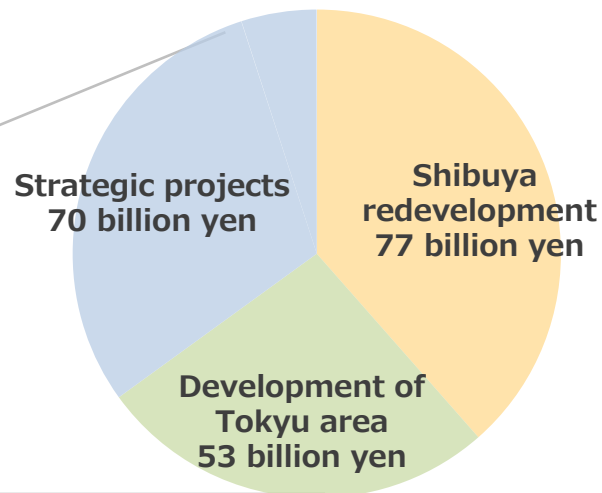 Strategic projects
70 billion yen
Shibuya
redevelopment
77 billion yen
Development of
Tokyu area
53 billion yen